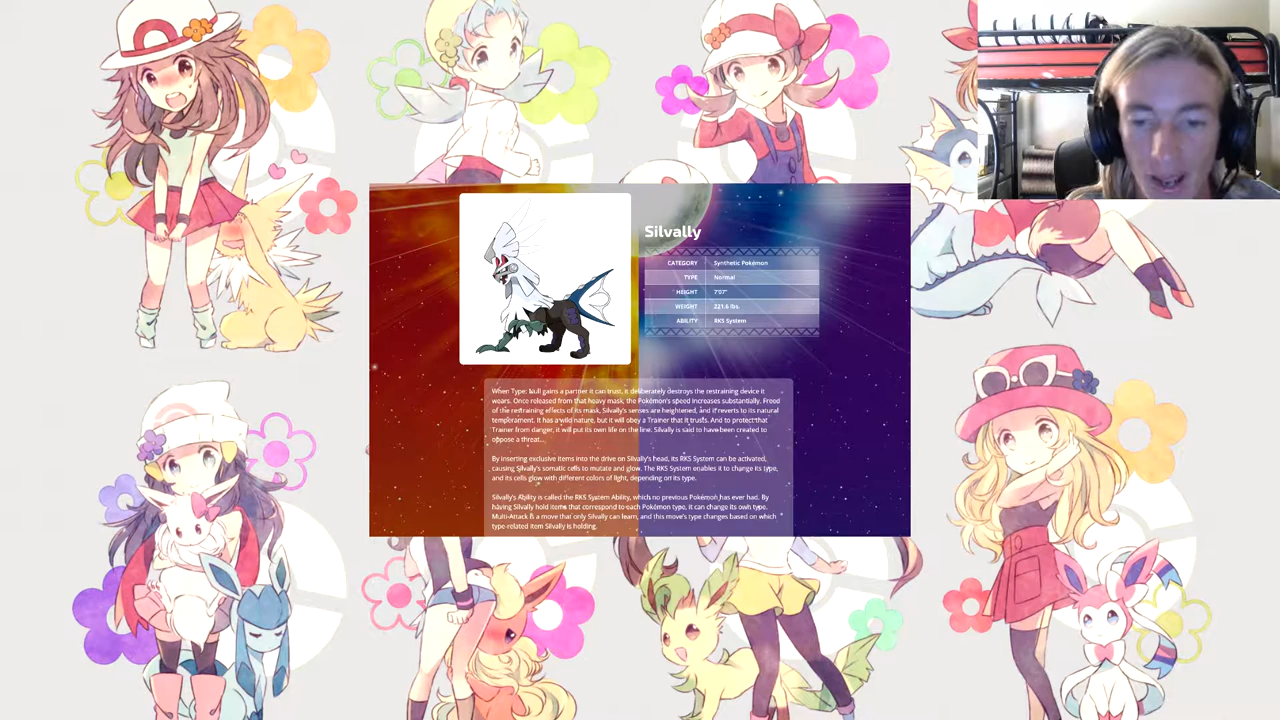 Silvally
CATEGORY Synthetic Pokémon
TYPE Normal
HEIGHT 7'07"
WEIGHT 221.6 lbs.
ABILITY RKS System
When Type: Null gains a partner it can trust, it deliberately destroys the restraining device it
wears. Once released from that heavy mask, the Pokémon's speed increases substantially. Freed
of the restraining effects of its mask, Silvally's senses are heightened, and it reverts to its natural
temperament. It has a wild nature, but it will obey a Trainer that it trusts. And to protect that
Trainer from danger, it will put its own life on the line. Silvally is said to have been created to
oppose a threat...
By inserting exclusive items into the drive on Silvally's head, its RKS System can be activated,
causing Silvally's somatic cells to mutate and glow. The RKS System enables it to change its type,
and its cells glow with different colors of light, depending on its type.
Silvally's Ability is called the RKS System Ability, which no previous Pokémon has ever had. By
having Silvally hold items that correspond to each Pokémon type, it can change its own type.
Multi-Attack is a move that only Silvally can learn, and this move's type changes based on which
type-related item Silvally is holding.